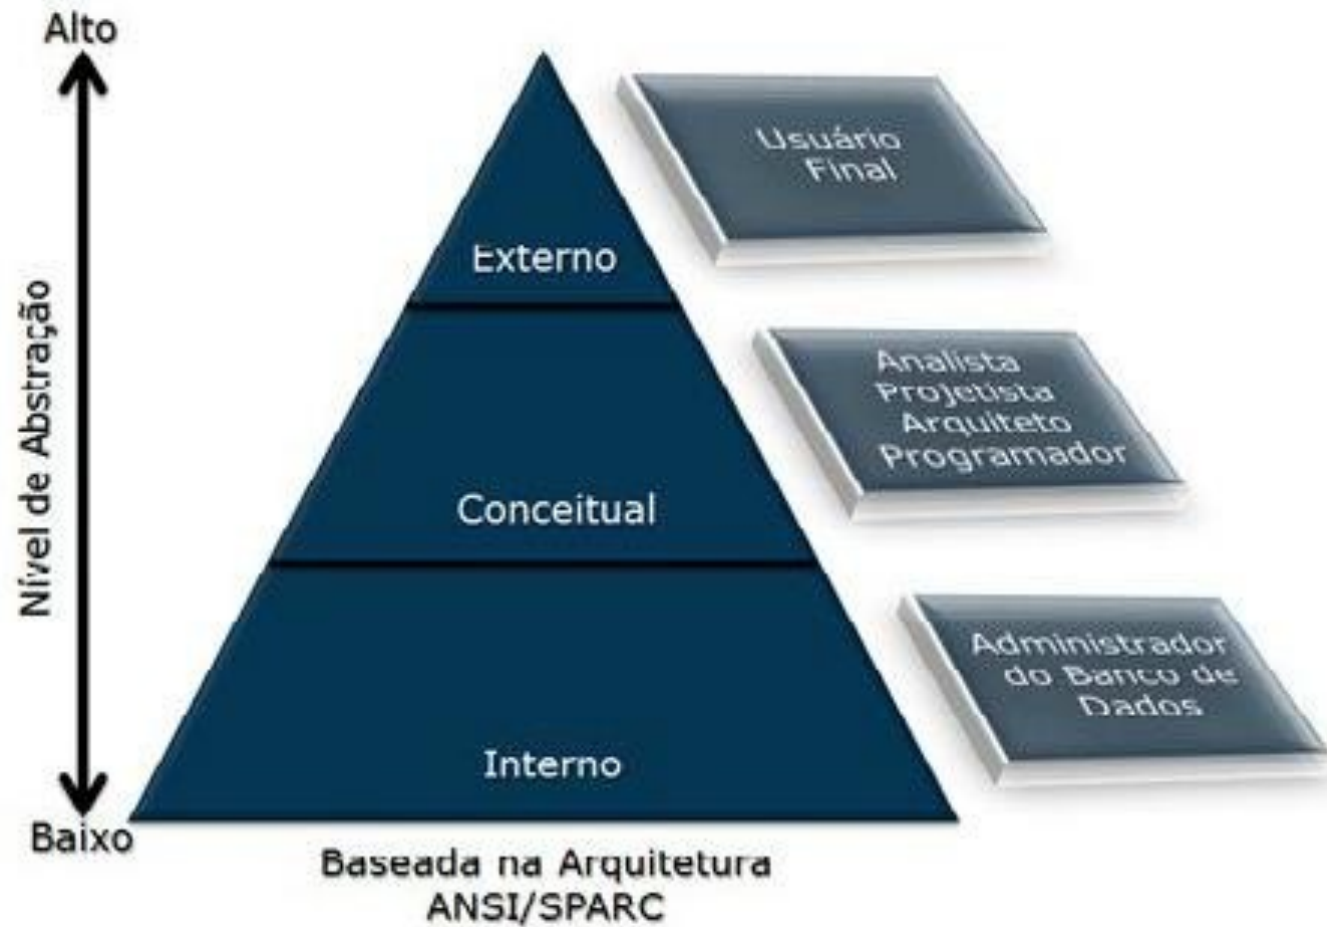 Alto
Usuário
Final
Externo
Nível de Abstração
Analista
Projetista
Arquiteto
Programador
Conceitual
Administrador
do Banco de
Dados
Interno
Baixo
Baseada na Arquitetura
ANSI/SPARC